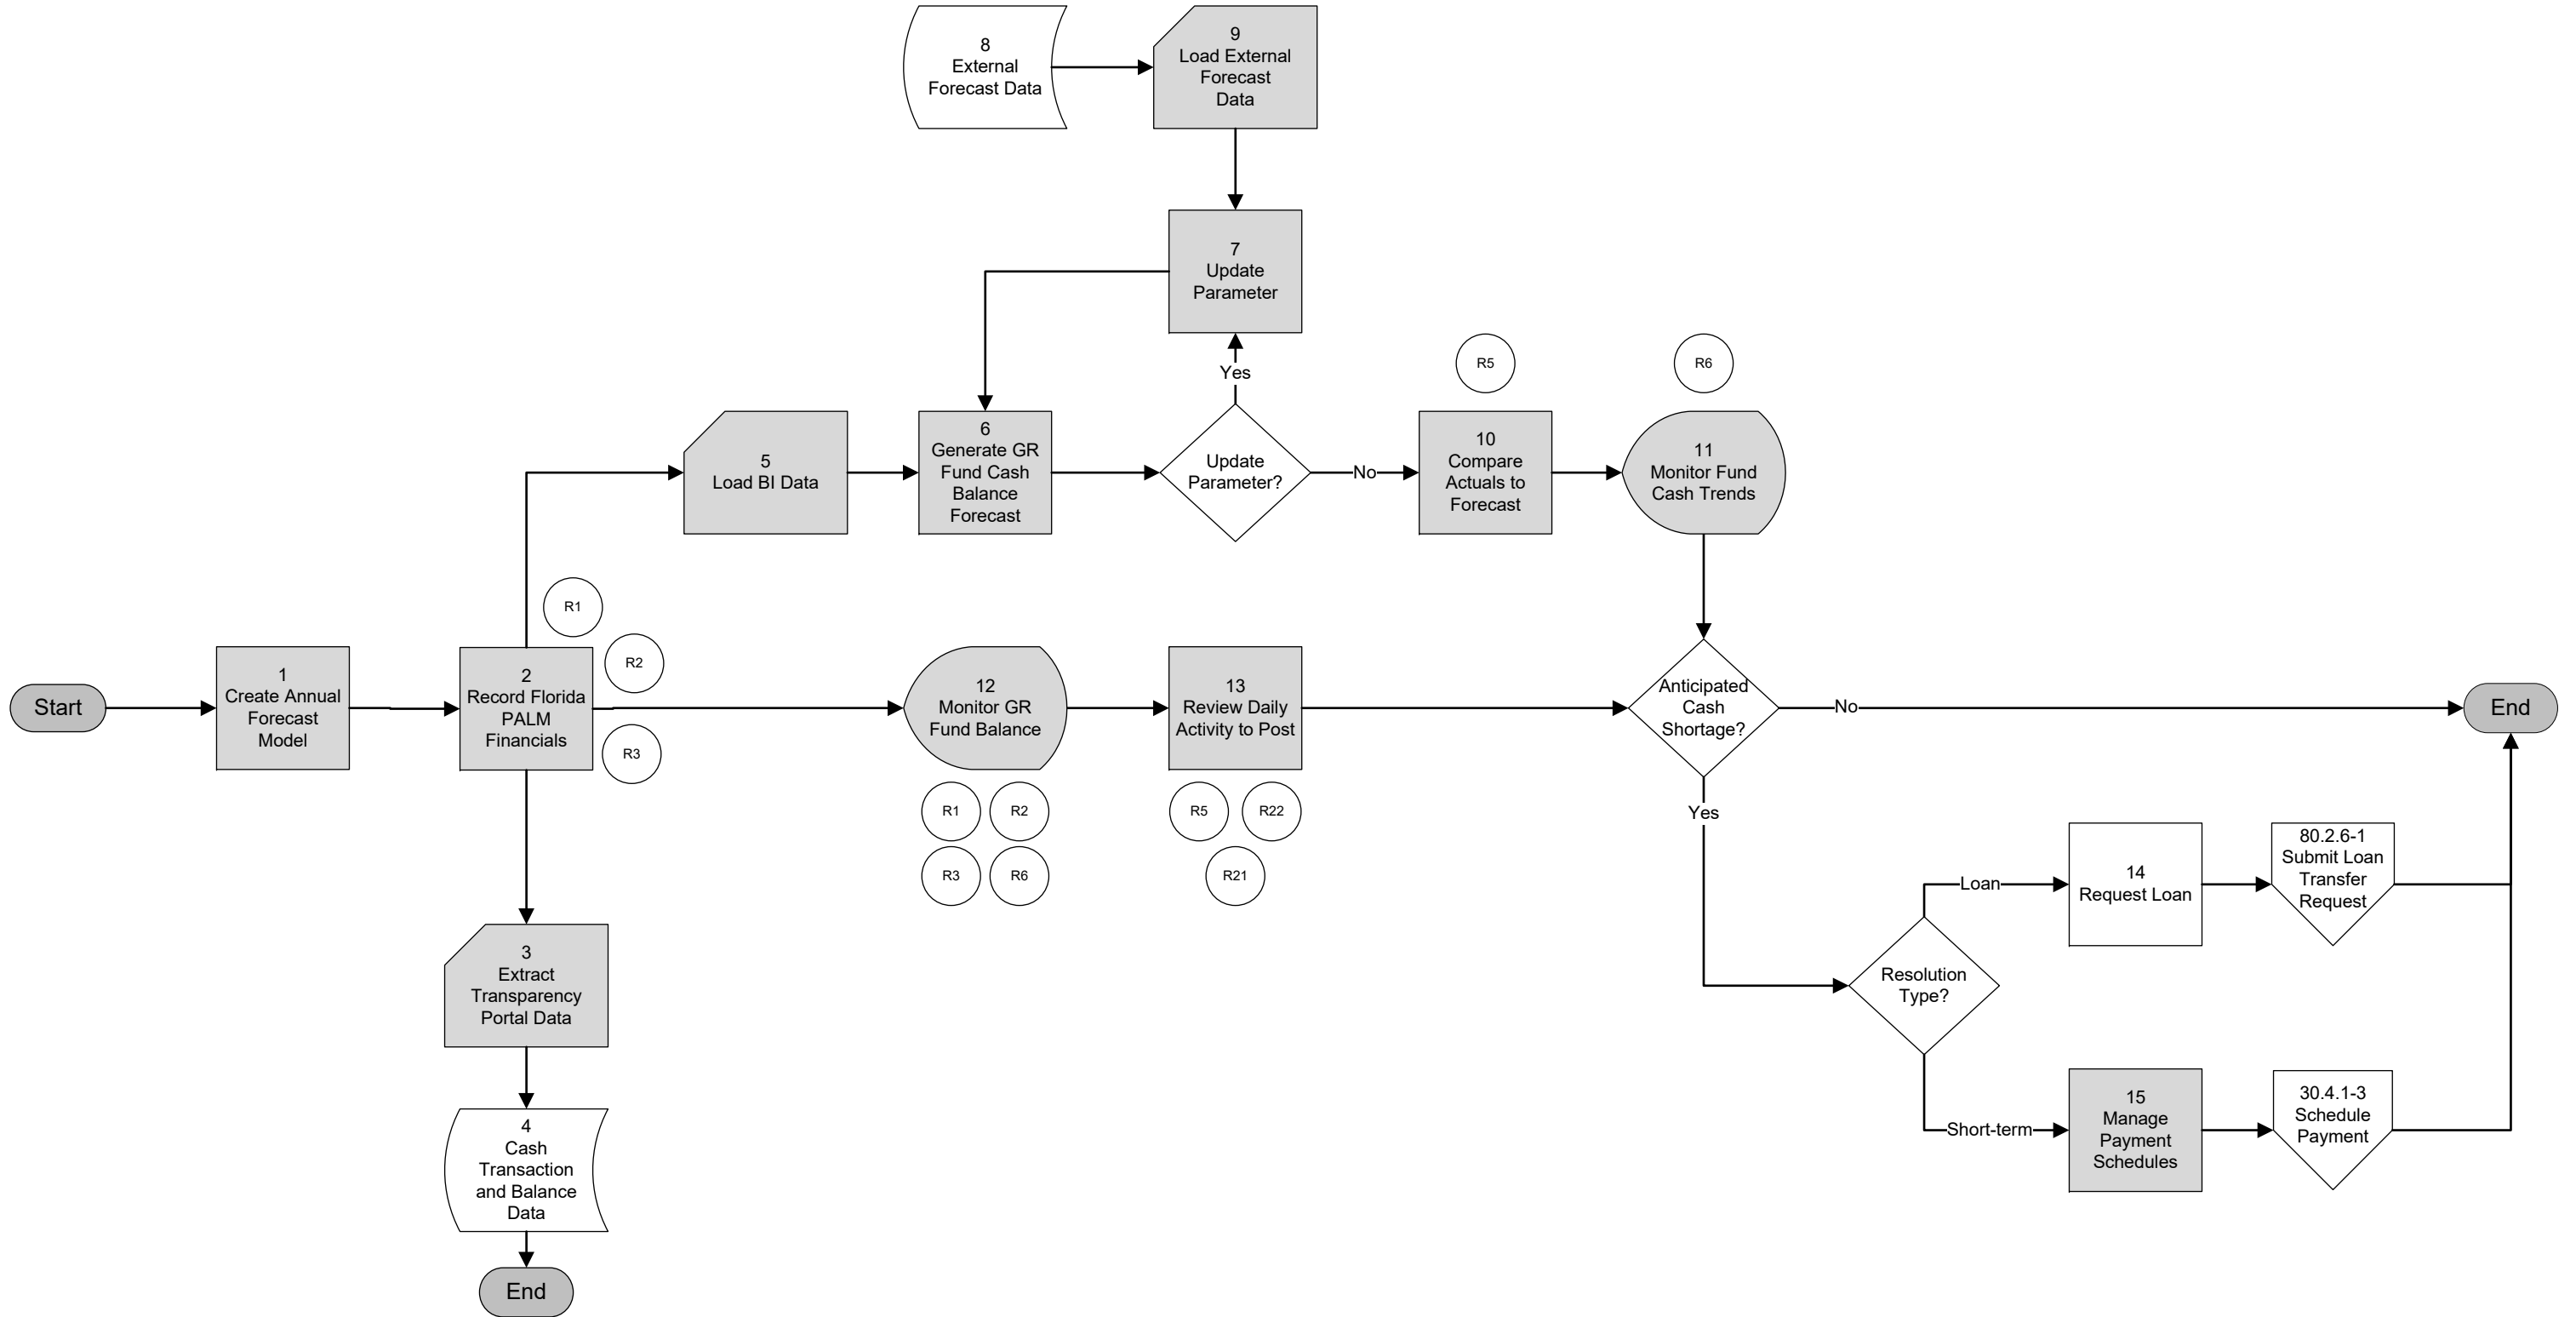 8
External
Forecast Data
9
Load External
Forecast
Data
7
Update
Parameter
Yes
R5
R6
5
Load BI Data
6
Generate GR
Fund Cash
Balance
Forecast
Update
Parameter?
No
10
Compare
Actuals to
Forecast
11
Monitor Fund
Cash Trends
R1
R2
R3
Start
1
Create Annual
Forecast
Model
2
Record Florida
PALM
Financials
12
Monitor GR
Fund Balance
13
Review Daily
Activity to Post
Anticipated
Cash
Shortage?
No
End
R1
R2
R3
R6
R5
R22
R21
Yes
Loan
14
Request Loan
80.2.6-1
Submit Loan
Transfer
Request
Resolution
Type?
3
Extract
Transparency
Portal Data
Short-term
15
Manage
Payment
Schedules
30.4.1-3
Schedule
Payment
4
Cash
Transaction
and Balance
Data
End